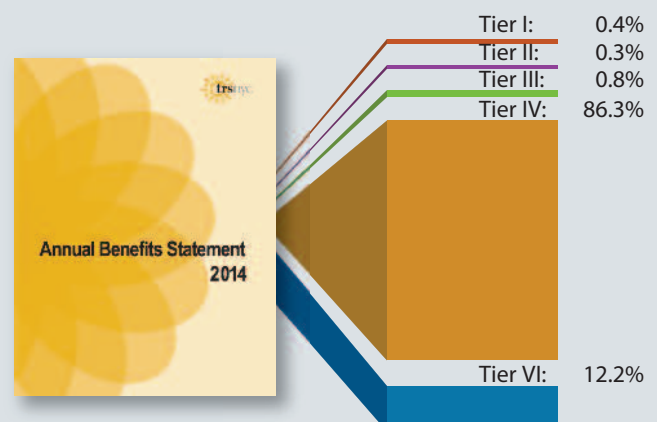 trsnyc
Annual Benefits Statement
2014
Tier I: 0.4%
Tier II: 0.3%
Tier III: 0.8%
Tier IV: 86.3%
Tier VI: 12.2%